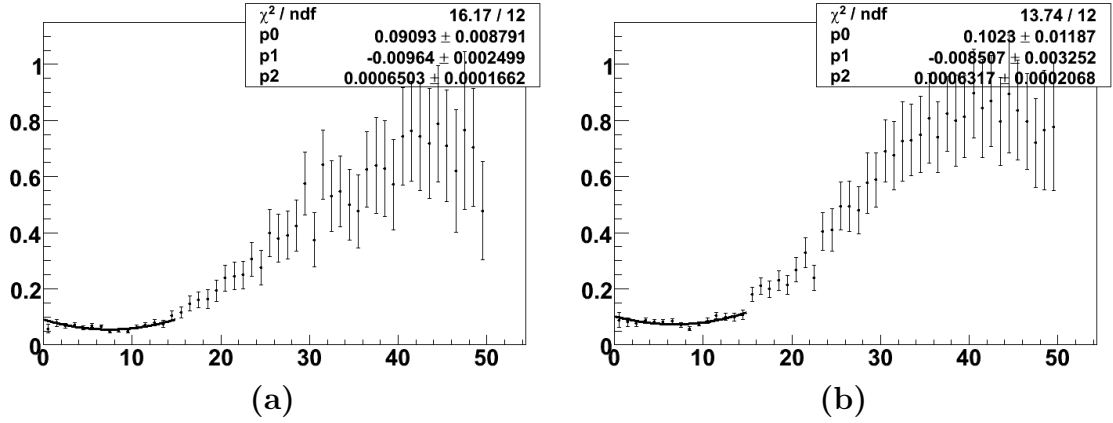 χ² / ndf 16.17 / 12
p0 0.09093 ± 0.008791
p1 -0.00964 ± 0.002499
p2 0.0006503 ± 0.0001662
1
0.8
0.6
0.4
0.2
0
0 10 20 30 40 50
(a)
χ² / ndf 13.74 / 12
p0 0.1023 ± 0.01187
p1 -0.008507 ± 0.003252
p2 0.0006317 ± 0.0002068
1
0.8
0.6
0.4
0.2
0
0 10 20 30 40 50
(b)